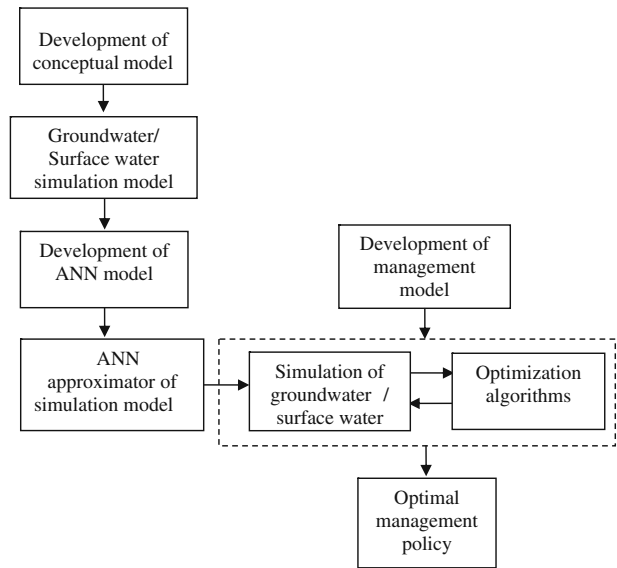 Development of
conceptual model
Groundwater/
Surface water
simulation model
Development of
ANN model
Development of
management
model
ANN
approximator of
simulation model
Simulation of
groundwater /
surface water
Optimization
algorithms
Optimal
management
policy